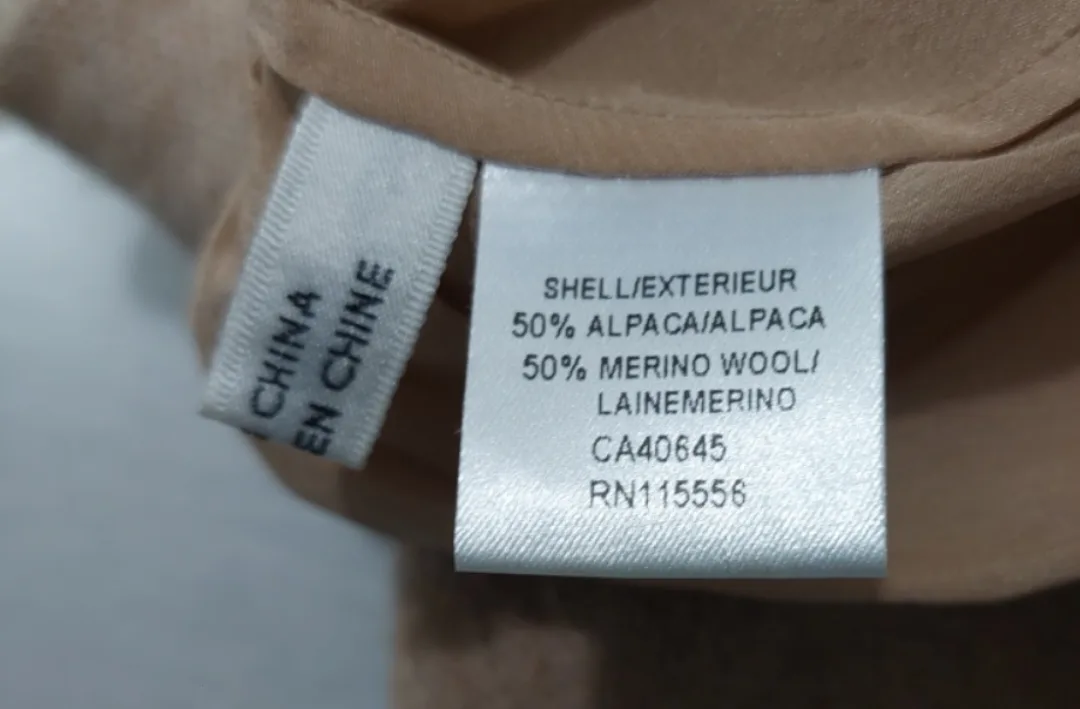 CHINA
EN CHINE
SHELL/EXTERIEUR
50% ALPACA/ALPACA
50% MERINO WOOL/
LAINEMERINO
CA40645
RN115556